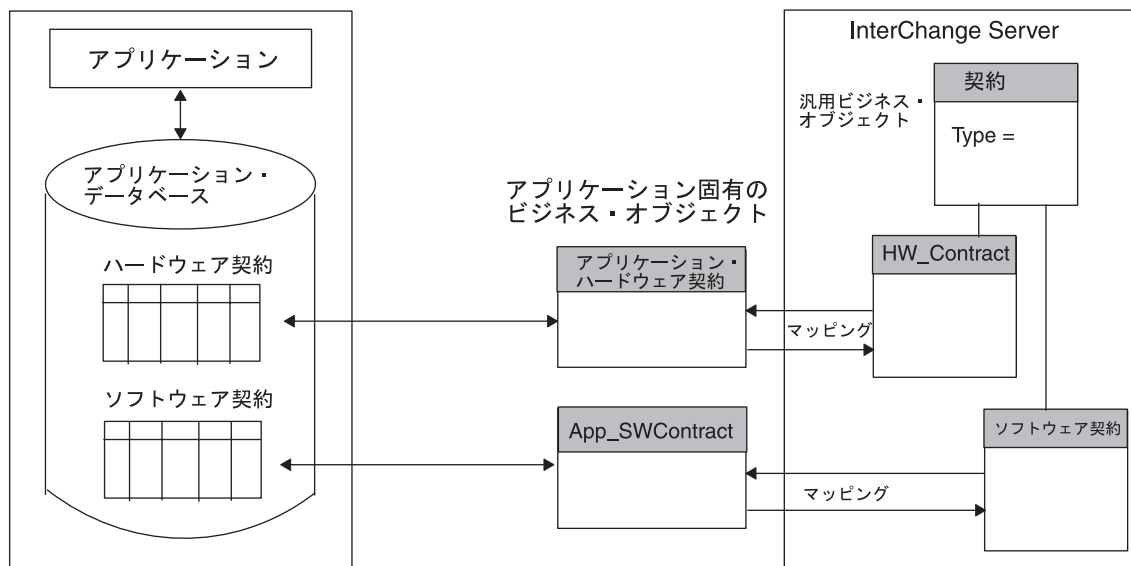 アプリケーション
アプリケーション・
データベース
ハードウェア契約
ソフトウェア契約
アプリケーション固有の
ビジネス・オブジェクト
アプリケーション・
ハードウェア契約
App_SWContract
InterChange Server
汎用ビジネス・
オブジェクト
契約
Type =
HW_Contract
マッピング
ソフトウェア契約
マッピング